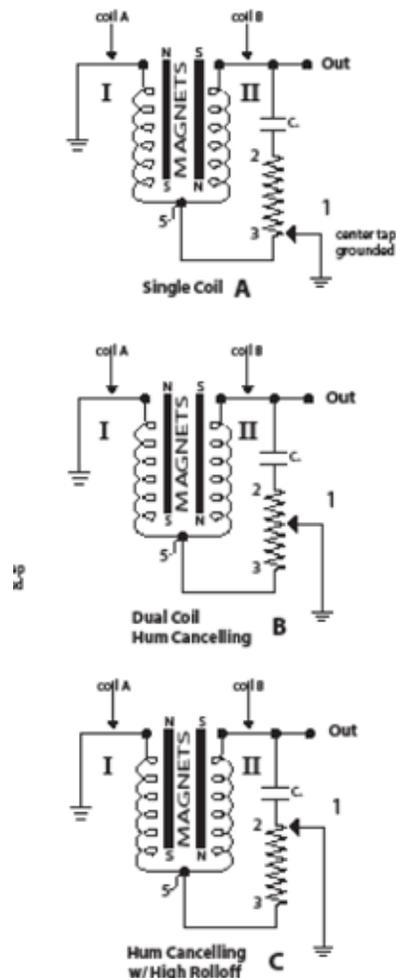 coil A
coil B
N
S
Out
I
II
MAGNETS
C.
2
S
N
5
3
1
center tap
grounded
Single Coil A
coil A
coil B
N
S
Out
I
II
MAGNETS
C.
2
1
S
N
5
3
Dual Coil
Hum Cancelling
B
coil A
coil B
N
S
Out
I
II
MAGNETS
C.
1
2
S
N
5
3
Hum Cancelling
w/ High Rolloff
C